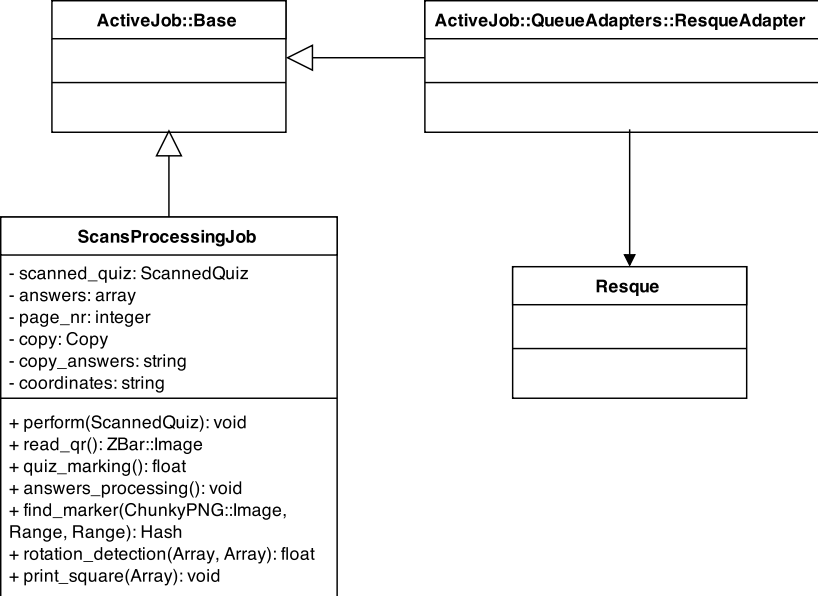 ActiveJob::Base
ActiveJob::QueueAdapters::ResqueAdapter
ScansProcessingJob
- scanned_quiz: ScannedQuiz
- answers: array
- page_nr: integer
- copy: Copy
- copy_answers: string
- coordinates: string
+ perform(ScannedQuiz): void
+ read_qr(): ZBar::Image
+ quiz_marking(): float
+ answers_processing(): void
+ find_marker(ChunkyPNG::Image,
Range, Range): Hash
+ rotation_detection(Array, Array): float
+ print_square(Array): void
Resque